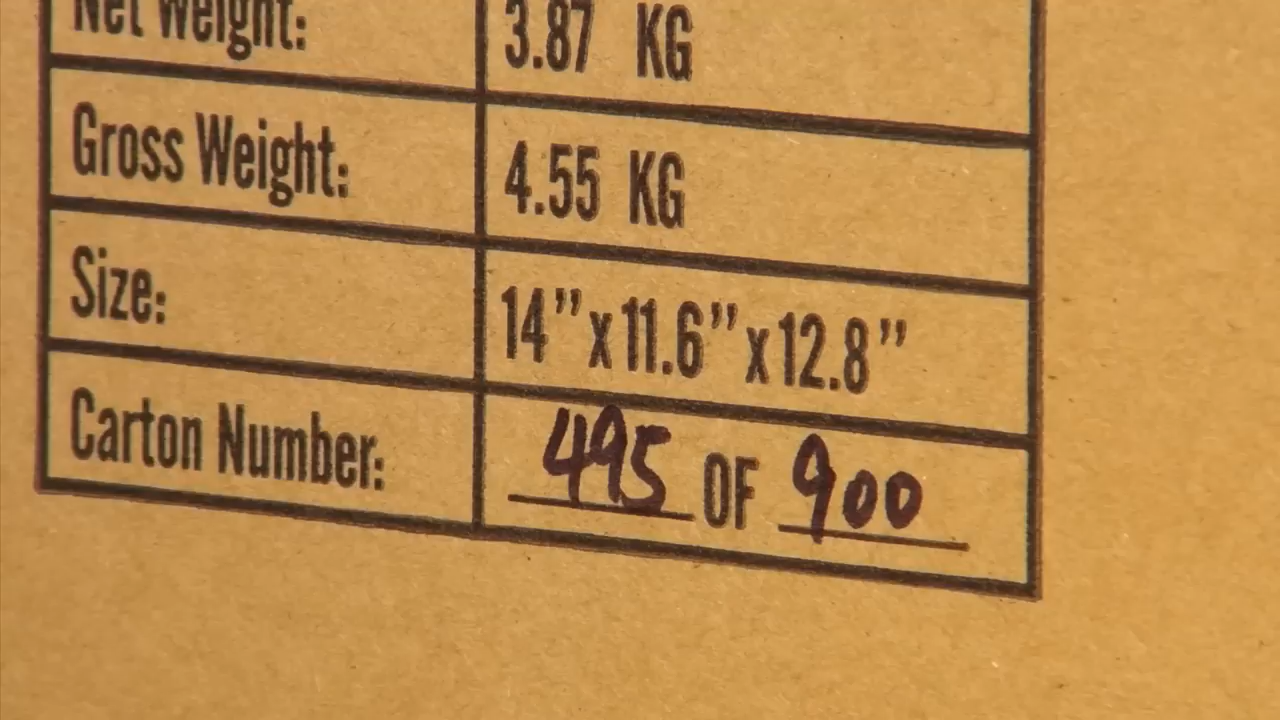 Net Weight: 3.87 KG
Gross Weight: 4.55 KG
Size: 14”x11.6”x12.8”
Carton Number: 495 OF 900